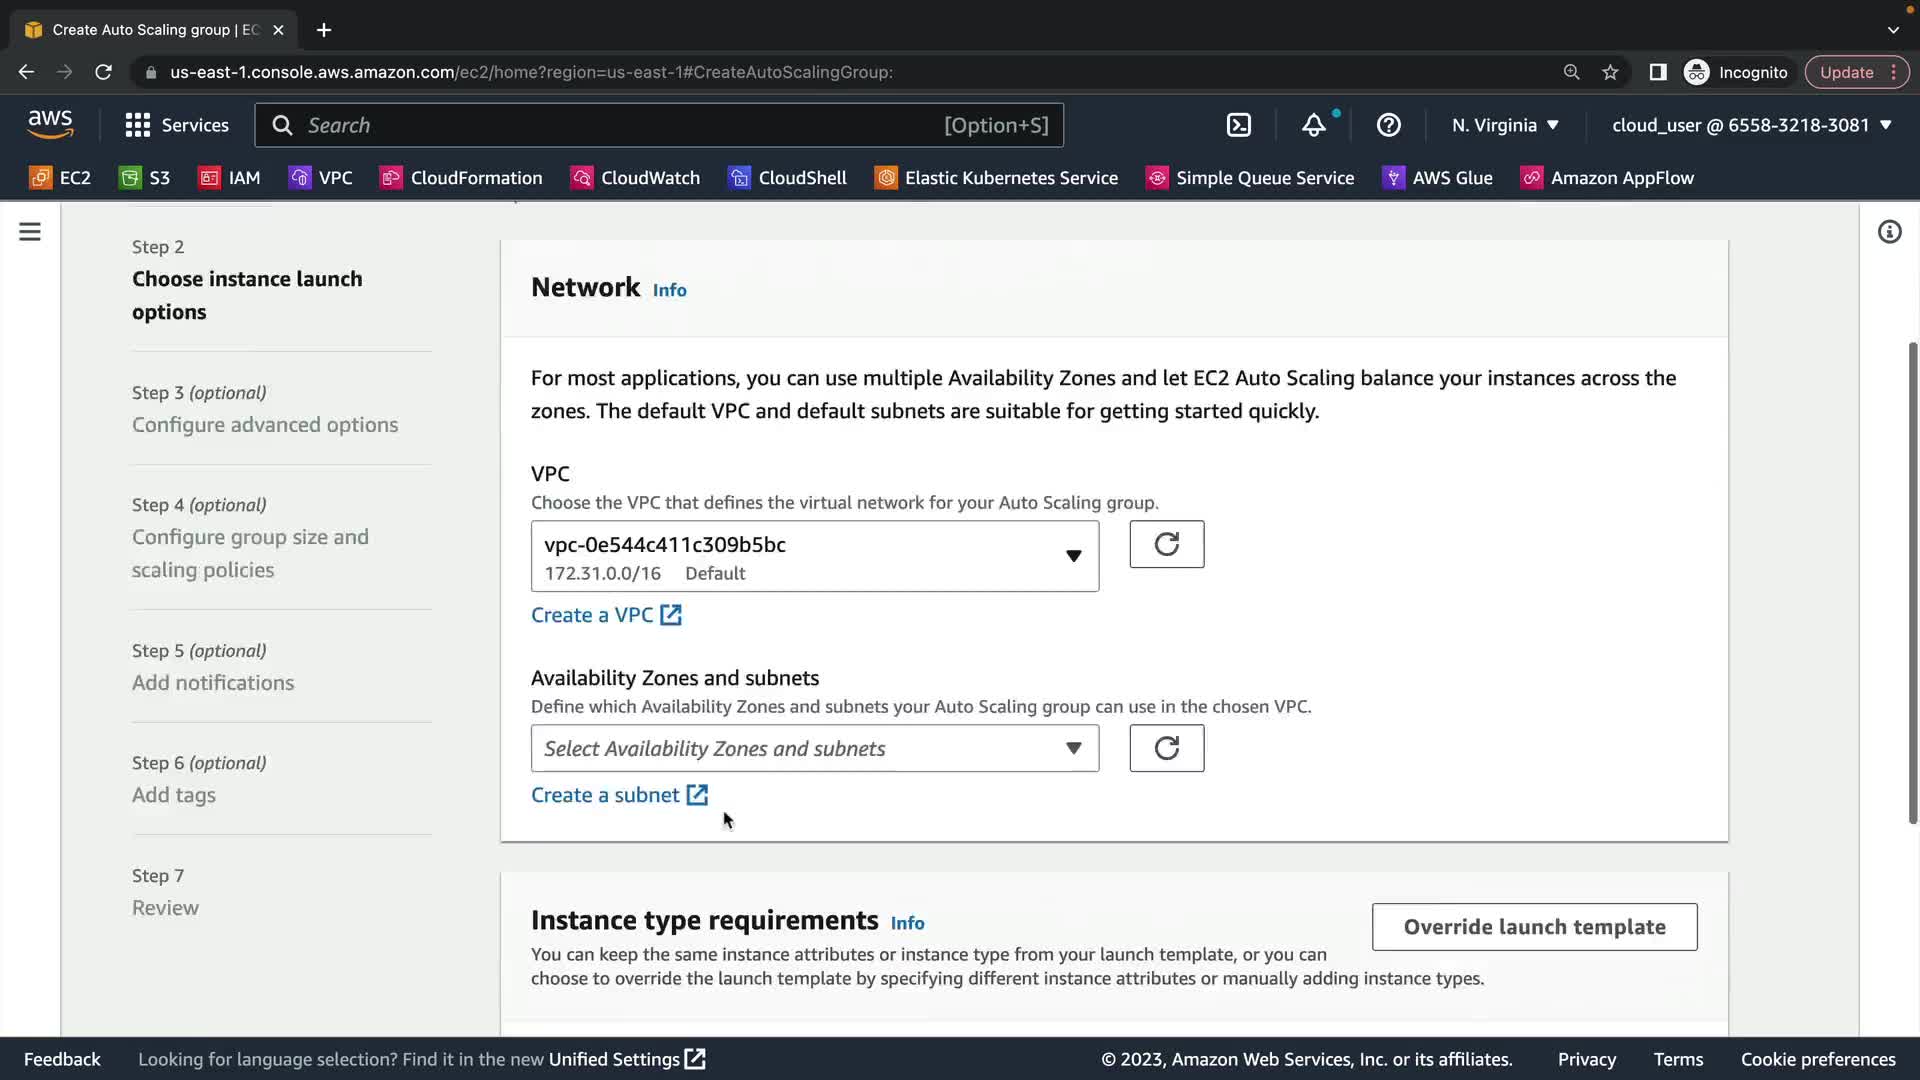 Create Auto Scaling group | EC
us-east-1.console.aws.amazon.com/ec2/home?region=us-east-1#CreateAutoScalingGroup:
Incognito
Update
aws
Services
Search
[Option+S]
N. Virginia
cloud_user @ 6558-3218-3081
EC2
S3
IAM
VPC
CloudFormation
CloudWatch
CloudShell
Elastic Kubernetes Service
Simple Queue Service
AWS Glue
Amazon AppFlow
Step 2
Choose instance launch
options
Step 3 (optional)
Configure advanced options
Step 4 (optional)
Configure group size and
scaling policies
Step 5 (optional)
Add notifications
Step 6 (optional)
Add tags
Step 7
Review
Network Info
For most applications, you can use multiple Availability Zones and let EC2 Auto Scaling balance your instances across the
zones. The default VPC and default subnets are suitable for getting started quickly.
VPC
Choose the VPC that defines the virtual network for your Auto Scaling group.
vpc-0e544c411c309b5bc
172.31.0.0/16 Default
Create a VPC
Availability Zones and subnets
Define which Availability Zones and subnets your Auto Scaling group can use in the chosen VPC.
Select Availability Zones and subnets
Create a subnet
Instance type requirements Info
Override launch template
You can keep the same instance attributes or instance type from your launch template, or you can
choose to override the launch template by specifying different instance attributes or manually adding instance types.
Feedback
Looking for language selection? Find it in the new Unified Settings
© 2023, Amazon Web Services, Inc. or its affiliates.
Privacy
Terms
Cookie preferences